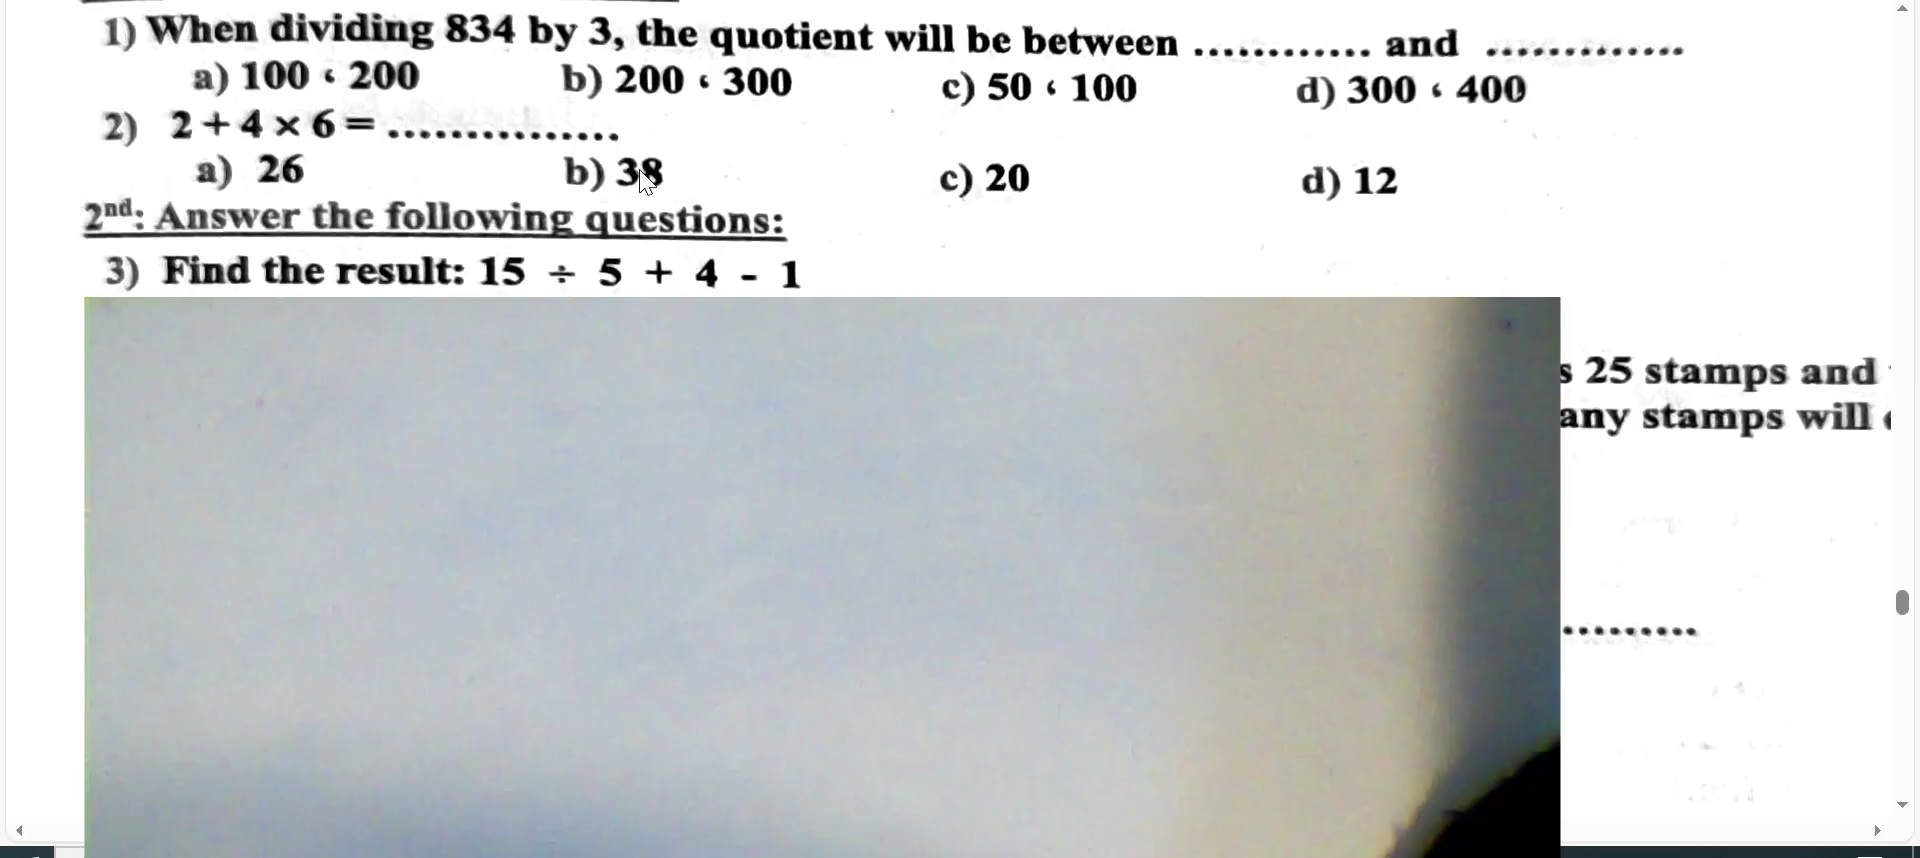 1) When dividing 834 by 3, the quotient will be between ............ and .............
a) 100 ، 200 b) 200 ، 300 c) 50 ، 100 d) 300 ، 400
2) 2 + 4 × 6 = ...............
a) 26 b) 38 c) 20 d) 12
2nd: Answer the following questions:
3) Find the result: 15 ÷ 5 + 4 - 1
25 stamps and
stamps will
.........